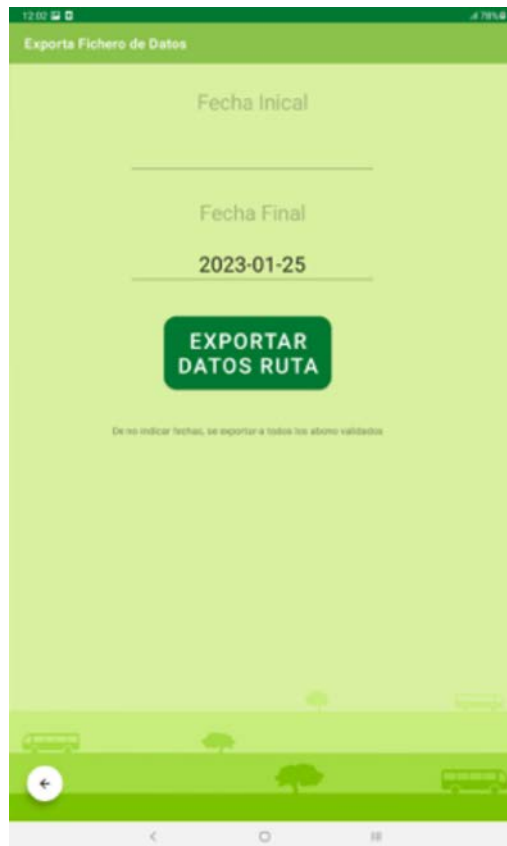 12:02 78%
Exporta Fichero de Datos
Fecha Inical
Fecha Final
2023-01-25
EXPORTAR
DATOS RUTA
De no indicar fechas, se exportar-a todos los abono validados